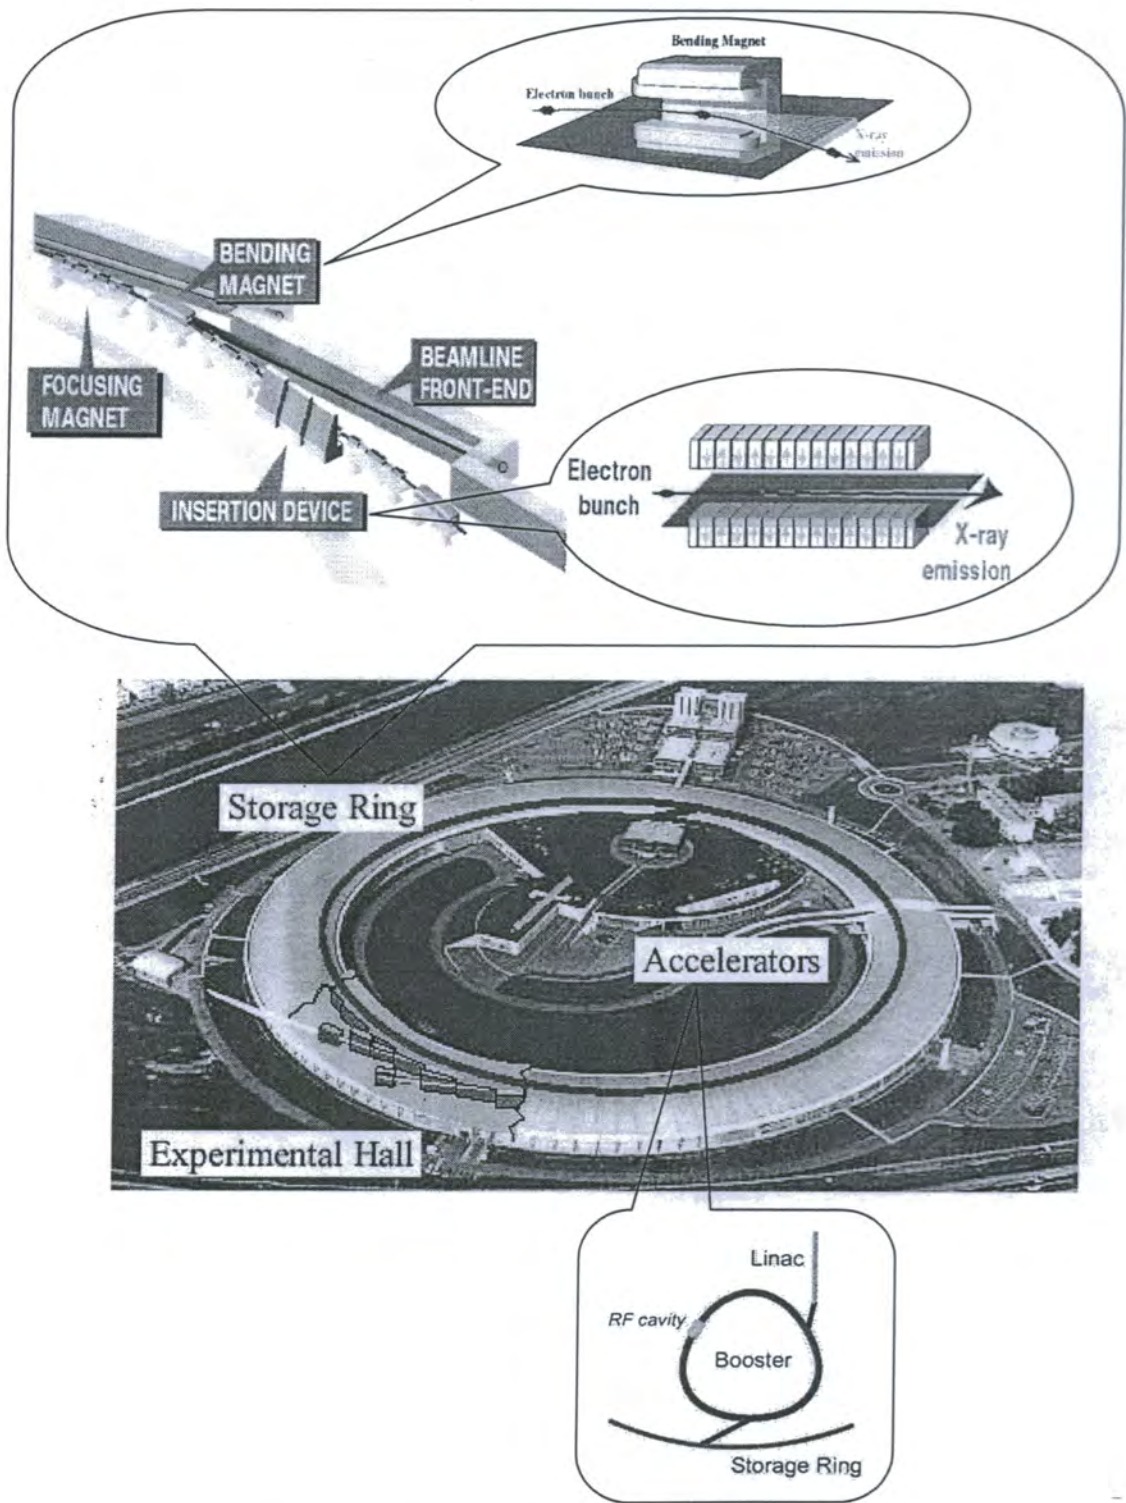 Bending Magnet
Electron bunch
X-ray
emission
BENDING
MAGNET
BEAMLINE
FRONT-END
FOCUSING
MAGNET
INSERTION DEVICE
Electron
bunch
X-ray
emission
Storage Ring
Accelerators
Experimental Hall
Linac
RF cavity
Booster
Storage Ring